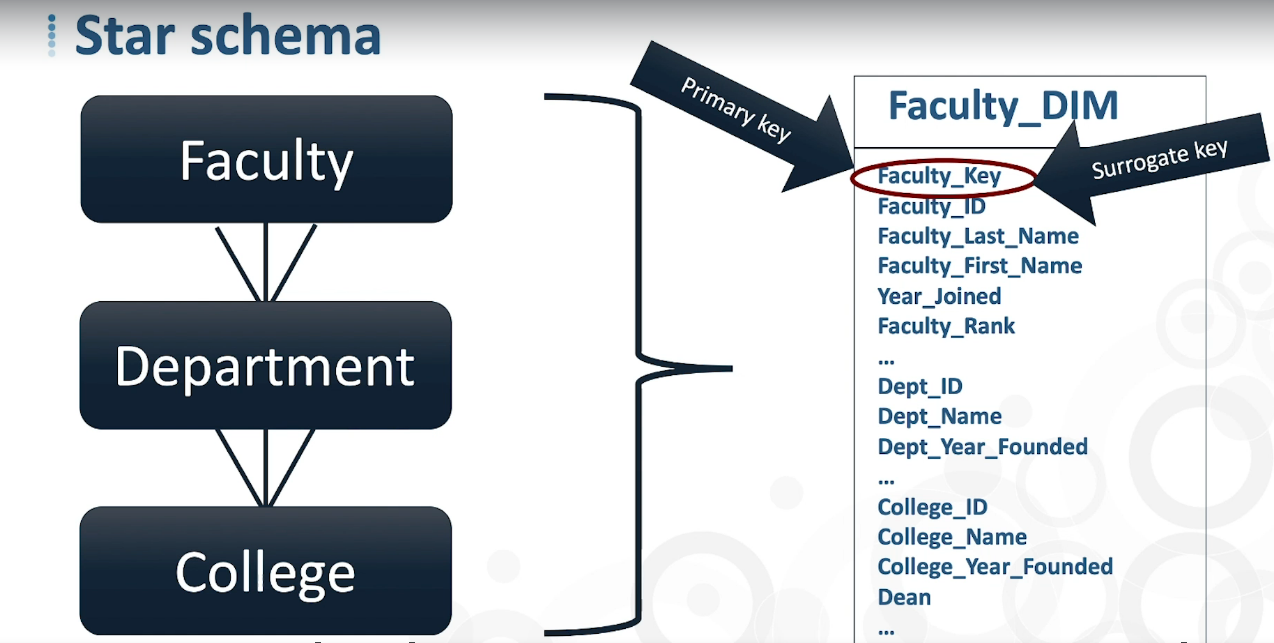 Star schema
Faculty
Department
College
Primary key
Surrogate key
Faculty_DIM
Faculty_Key
Faculty_ID
Faculty_Last_Name
Faculty_First_Name
Year_Joined
Faculty_Rank
...
Dept_ID
Dept_Name
Dept_Year_Founded
...
College_ID
College_Name
College_Year_Founded
Dean
...